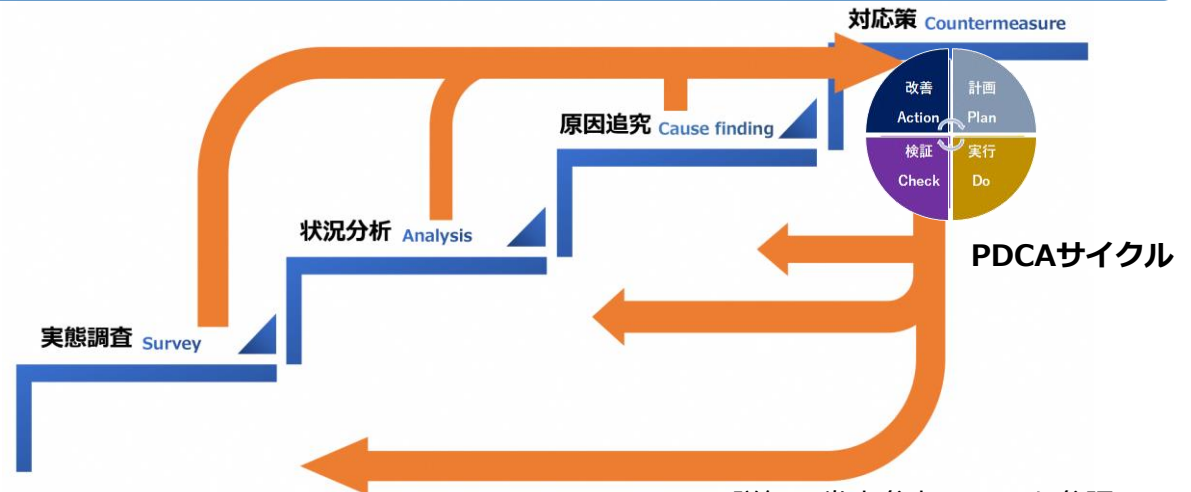 対応策 Countermeasure
改善
Action
計画
Plan
検証
Check
実行
Do
原因追究 Cause finding
状況分析 Analysis
PDCAサイクル
実態調査 Survey